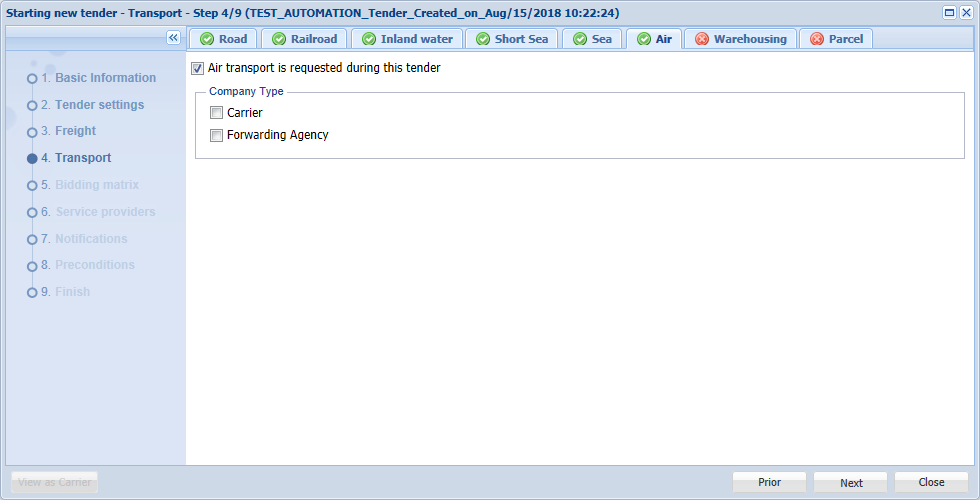 Starting new tender - Transport - Step 4/9 (TEST_AUTOMATION_Tender_Created_on_Aug/15/2018 10:22:24)
Road Railroad Inland water Short Sea Sea Air Warehousing Parcel
1. Basic Information
2. Tender settings
3. Freight
4. Transport
5. Bidding matrix
6. Service providers
7. Notifications
8. Preconditions
9. Finish
Air transport is requested during this tender
Company Type
Carrier
Forwarding Agency
View as Carrier Prior Next Close